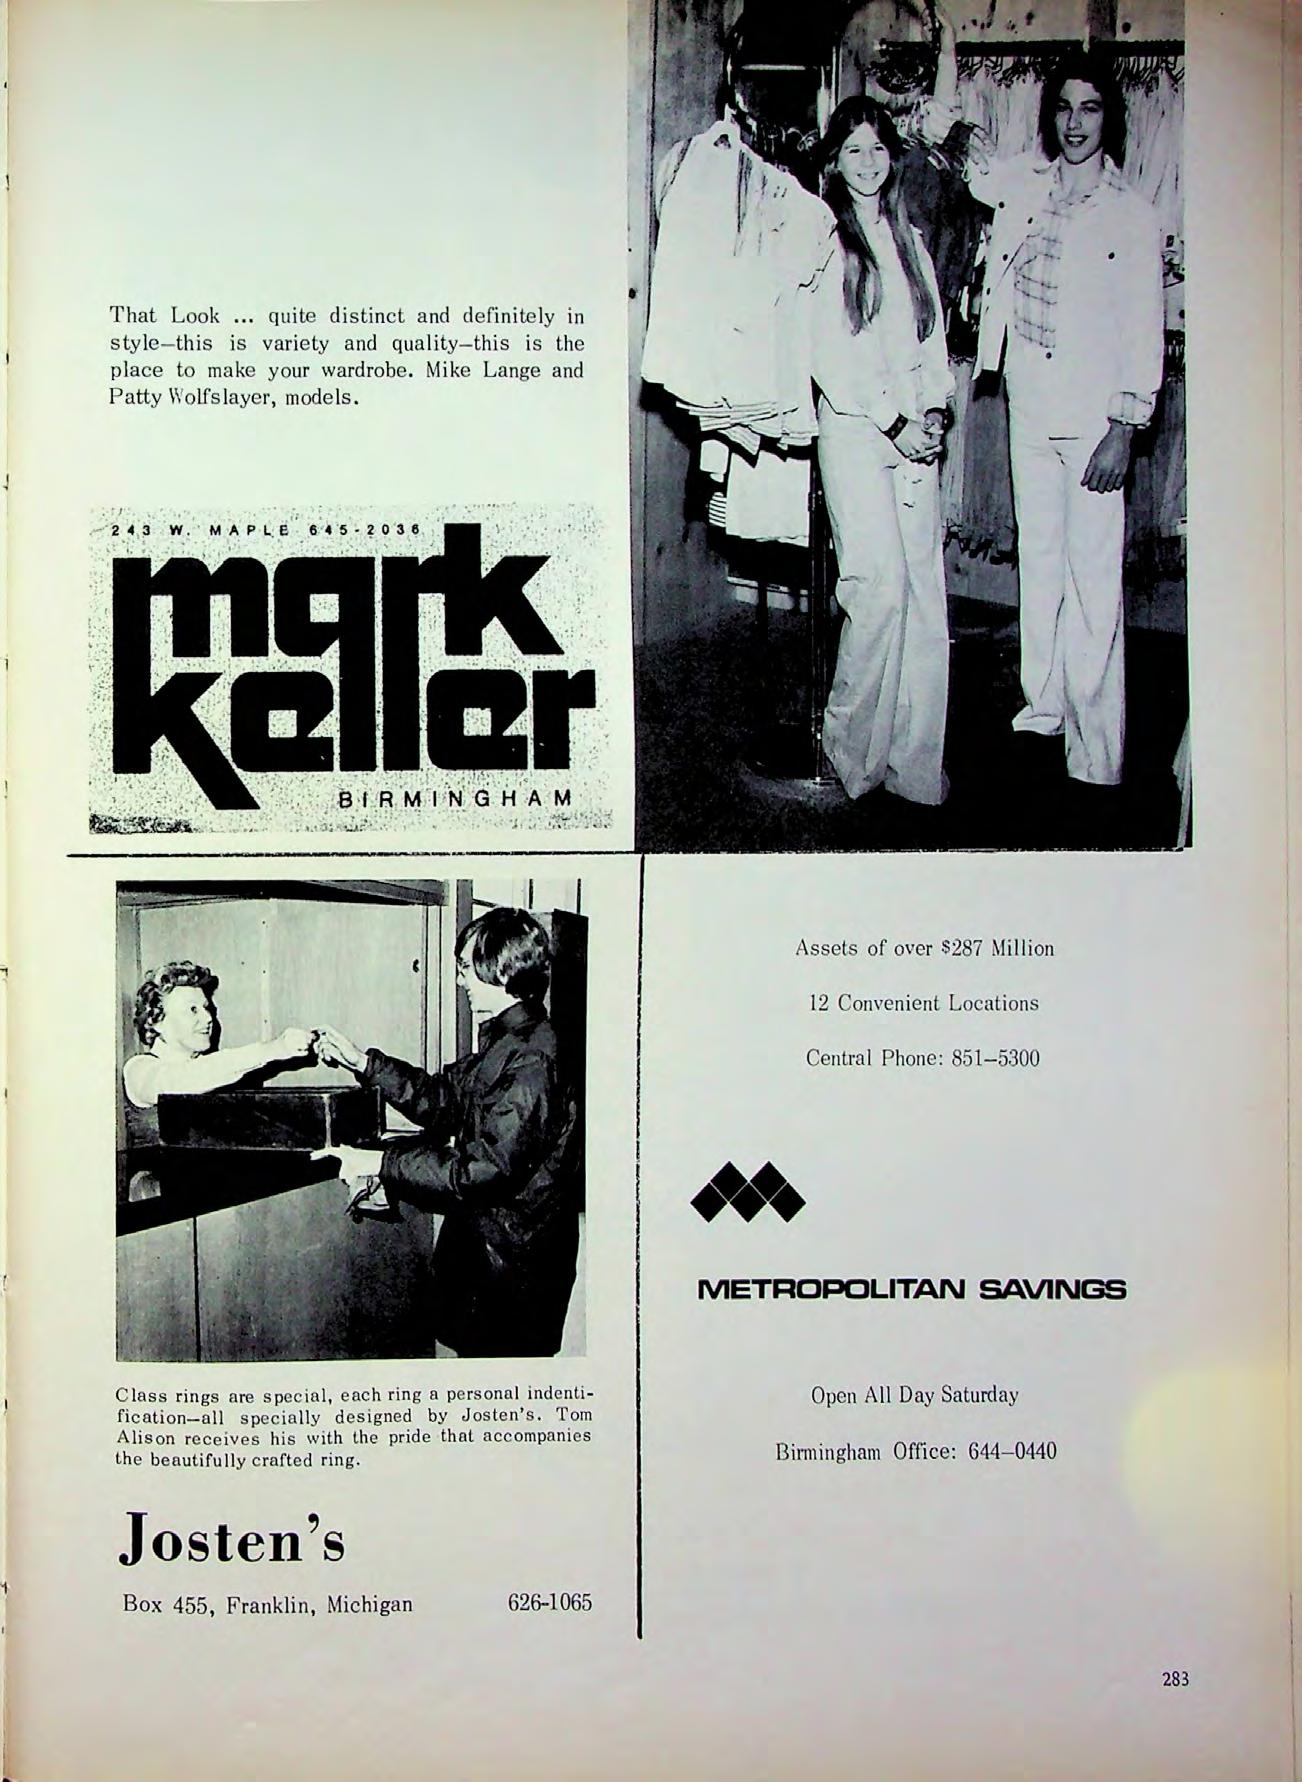 That Look ... quite distinct and definitely in
style—this is variety and quality—this is the
place to make your wardrobe. Mike Lange and
Patty Wolfslayer, models.
243 W. MAPLE 645-2036
mark
keller
BIRMINGHAM
Class rings are special, each ring a personal indenti-
fication—all specially designed by Josten's. Tom
Alison receives his with the pride that accompanies
the beautifully crafted ring.
Josten's
Box 455, Franklin, Michigan 626-1065
Assets of over $287 Million
12 Convenient Locations
Central Phone: 851—5300
METROPOLITAN SAVINGS
Open All Day Saturday
Birmingham Office: 644—0440
283